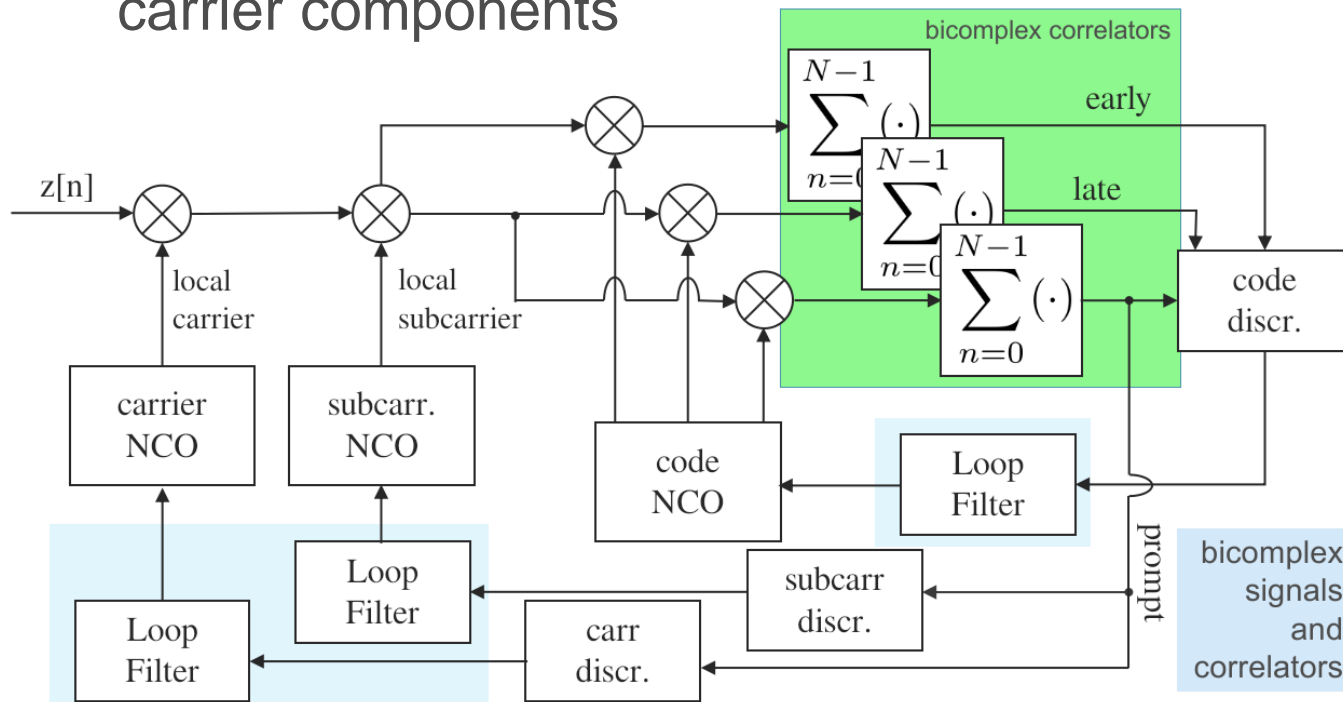 carrier components
bicomplex correlators
N−1
∑ (·)
n=0
early
N−1
∑ (·)
n=0
late
N−1
∑ (·)
n=0
z[n]
local
carrier
local
subcarrier
code
discr.
carrier
NCO
subcarr.
NCO
code
NCO
Loop
Filter
prompt
Loop
Filter
subcarr
discr.
Loop
Filter
carr
discr.
bicomplex
signals
and
correlators